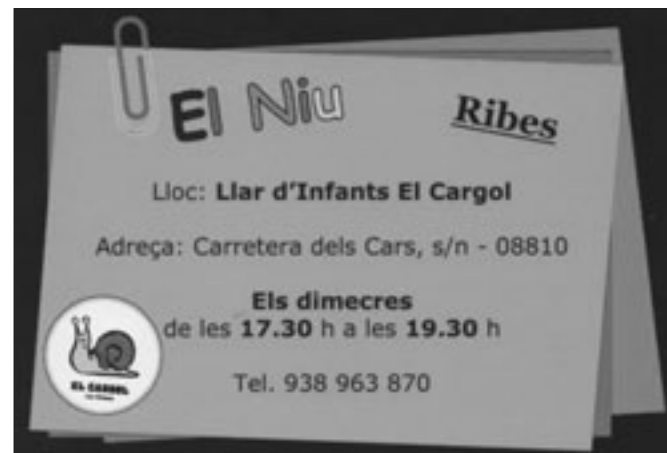 El Niu
Ribes
Lloc: Llar d'Infants El Cargol
Adreça: Carretera dels Cars, s/n - 08810
Els dimecres
de les 17.30 h a les 19.30 h
EL CARGOL
Tel. 938 963 870